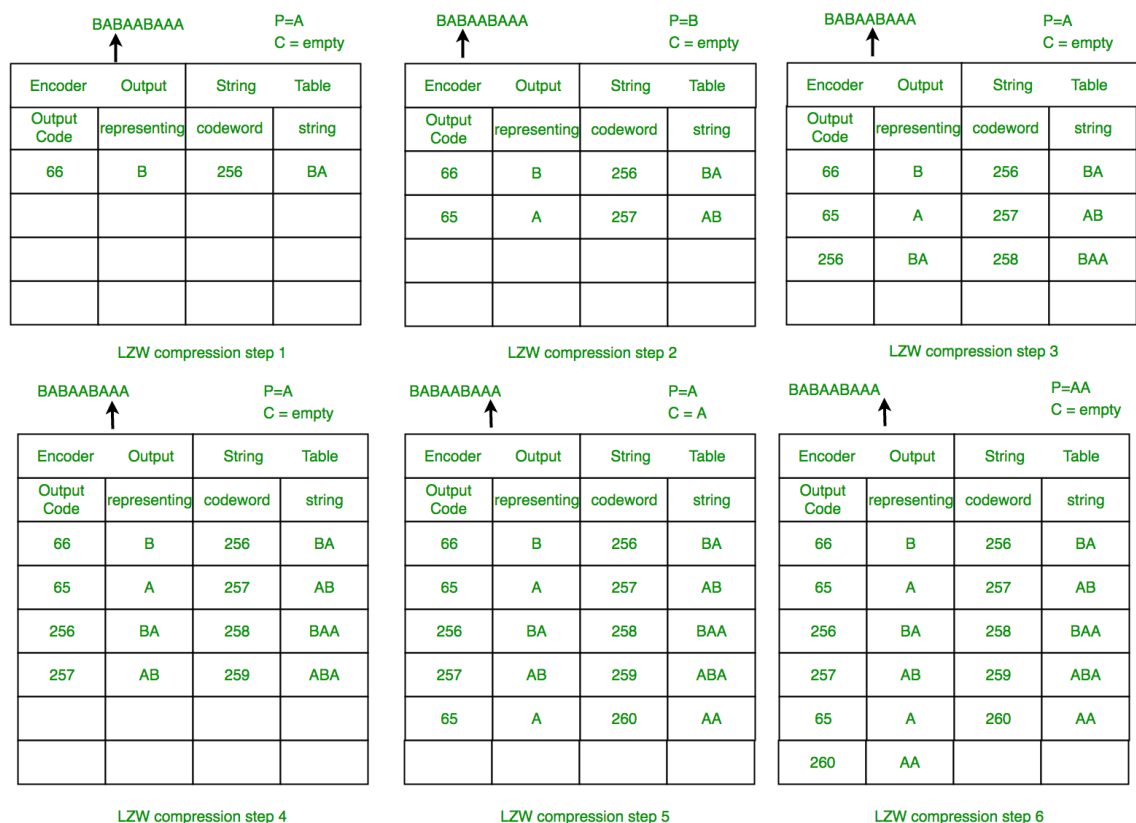 BABAABAAA P=A
C = empty
Encoder Output String Table
Output Code representing codeword string
66 B 256 BA
LZW compression step 1
BABAABAAA P=B
C = empty
Encoder Output String Table
Output Code representing codeword string
66 B 256 BA
65 A 257 AB
LZW compression step 2
BABAABAAA P=A
C = empty
Encoder Output String Table
Output Code representing codeword string
66 B 256 BA
65 A 257 AB
256 BA 258 BAA
LZW compression step 3
BABAABAAA P=A
C = empty
Encoder Output String Table
Output Code representing codeword string
66 B 256 BA
65 A 257 AB
256 BA 258 BAA
257 AB 259 ABA
LZW compression step 4
BABAABAAA P=A
C = A
Encoder Output String Table
Output Code representing codeword string
66 B 256 BA
65 A 257 AB
256 BA 258 BAA
257 AB 259 ABA
65 A 260 AA
LZW compression step 5
BABAABAAA P=AA
C = empty
Encoder Output String Table
Output Code representing codeword string
66 B 256 BA
65 A 257 AB
256 BA 258 BAA
257 AB 259 ABA
65 A 260 AA
260 AA
LZW compression step 6